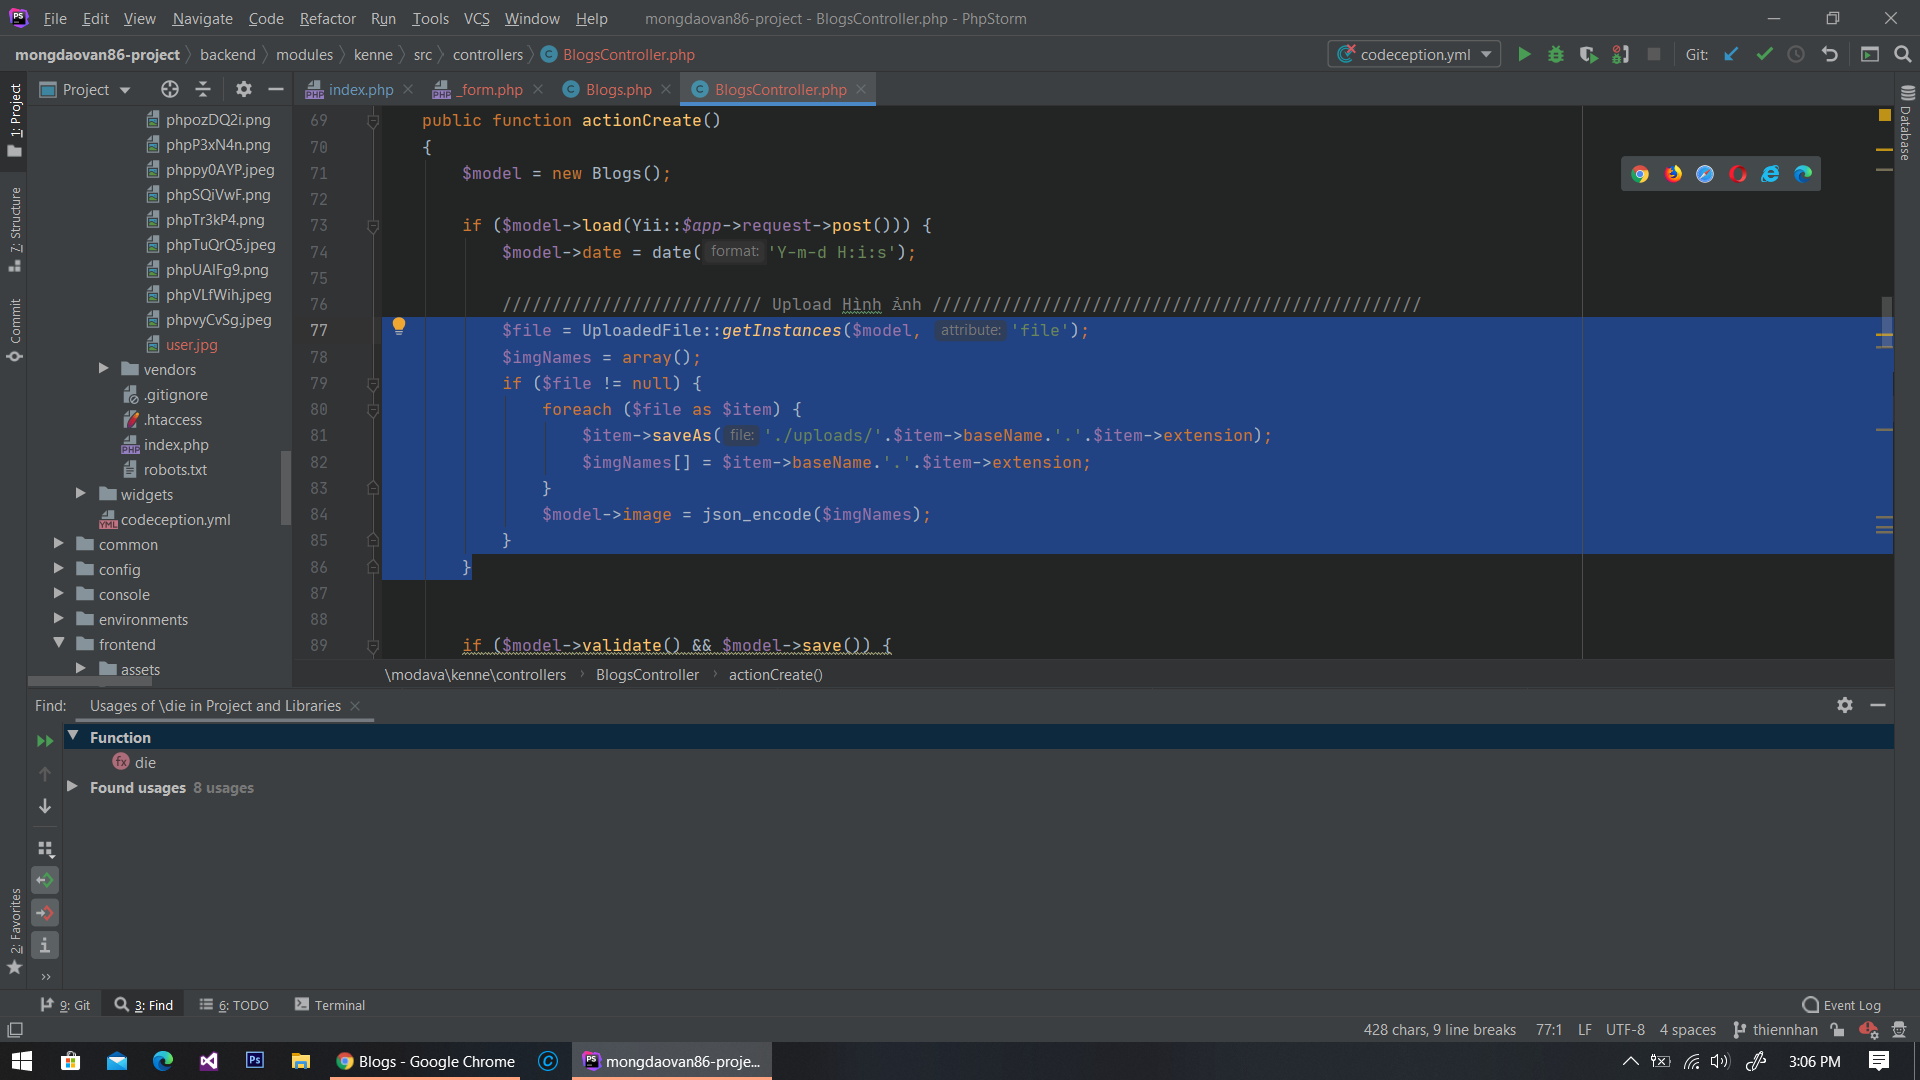 File Edit View Navigate Code Refactor Run Tools VCS Window Help mongdaovan86-project - BlogsController.php - PhpStorm
mongdaovan86-project backend modules kenne src controllers BlogsController.php codeception.yml Git:
Project index.php _form.php Blogs.php BlogsController.php
1: Project
7: Structure
Commit
2: Favorites
Database
phpozDQ2i.png
phpP3xN4n.png
phppy0AYP.jpeg
phpSQiVwF.png
phpTr3kP4.png
phpTuQrQ5.jpeg
phpUAIFg9.png
phpVLfWih.jpeg
phpvyCvSg.jpeg
user.jpg
vendors
.gitignore
.htaccess
index.php
robots.txt
widgets
codeception.yml
common
config
console
environments
frontend
assets
69 public function actionCreate()
70 {
71 $model = new Blogs();
72
73 if ($model->load(Yii::$app->request->post())) {
74 $model->date = date( format: 'Y-m-d H:i:s');
75
76 ////////////////////////// Upload Hình Ảnh /////////////////////////////////////////////////
77 $file = UploadedFile::getInstances($model, attribute: 'file');
78 $imgNames = array();
79 if ($file != null) {
80 foreach ($file as $item) {
81 $item->saveAs( file: './uploads/'.$item->baseName.'.'.$item->extension);
82 $imgNames[] = $item->baseName.'.'.$item->extension;
83 }
84 $model->image = json_encode($imgNames);
85 }
86 }
87
88
89 if ($model->validate() && $model->save()) {
\modava\kenne\controllers BlogsController actionCreate()
Find: Usages of \die in Project and Libraries
Function
die
Found usages 8 usages
9: Git 3: Find 6: TODO Terminal Event Log
428 chars, 9 line breaks 77:1 LF UTF-8 4 spaces thiennhan
Blogs - Google Chrome mongdaovan86-proje... 3:06 PM